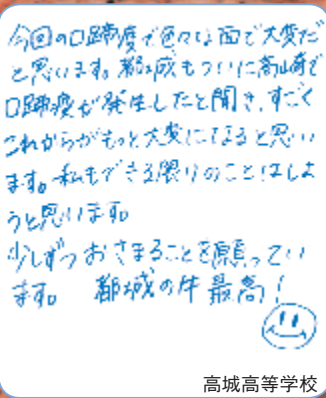 今回の口蹄疫で色々な面で大変だ
と思います。都城もついに高崎で
口蹄疫が発生したと聞き、すごく
これからがもっと大変になると思い
ます。私もできる限りのことはしよ
うと思います。
少しずつおさまることを願ってい
ます。 都城の牛最高!
高城高等学校